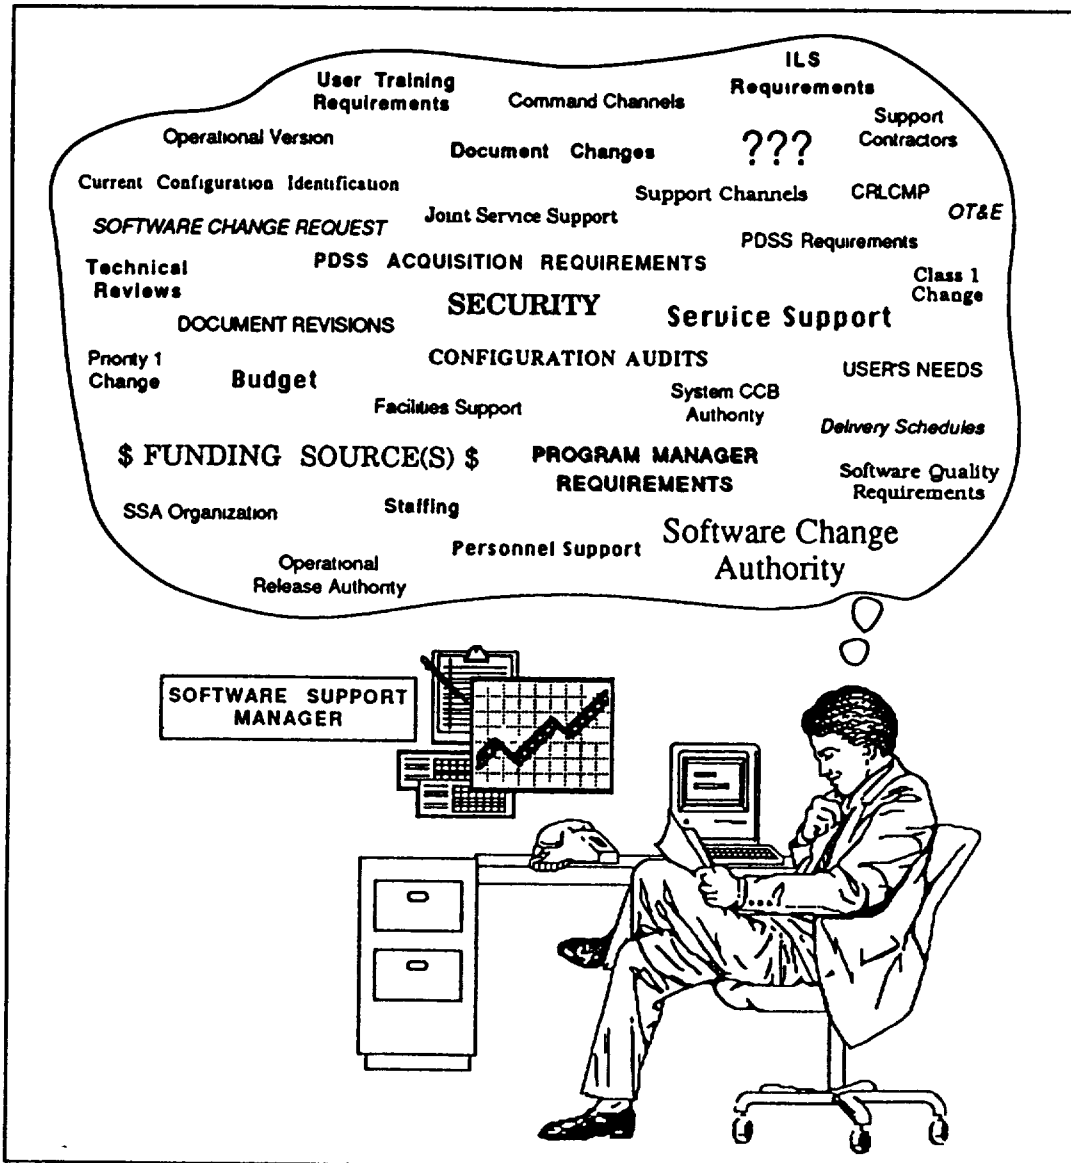 User Training
Requirements
Command Channels
ILS
Requirements
Support
Contractors
Operational Version
Document Changes
???
Current Configuration Identification
Support Channels
CRLCMP
OT&E
SOFTWARE CHANGE REQUEST
Joint Service Support
PDSS Requirements
Technical
Reviews
PDSS ACQUISITION REQUIREMENTS
Class 1
Change
SECURITY
Service Support
DOCUMENT REVISIONS
Priority 1
Change
Budget
CONFIGURATION AUDITS
USER'S NEEDS
Facilities Support
System CCB
Authority
Delivery Schedules
$ FUNDING SOURCE(S) $
PROGRAM MANAGER
REQUIREMENTS
Software Quality
Requirements
SSA Organization
Staffing
Software Change
Authority
Personnel Support
Operational
Release Authority
SOFTWARE SUPPORT
MANAGER